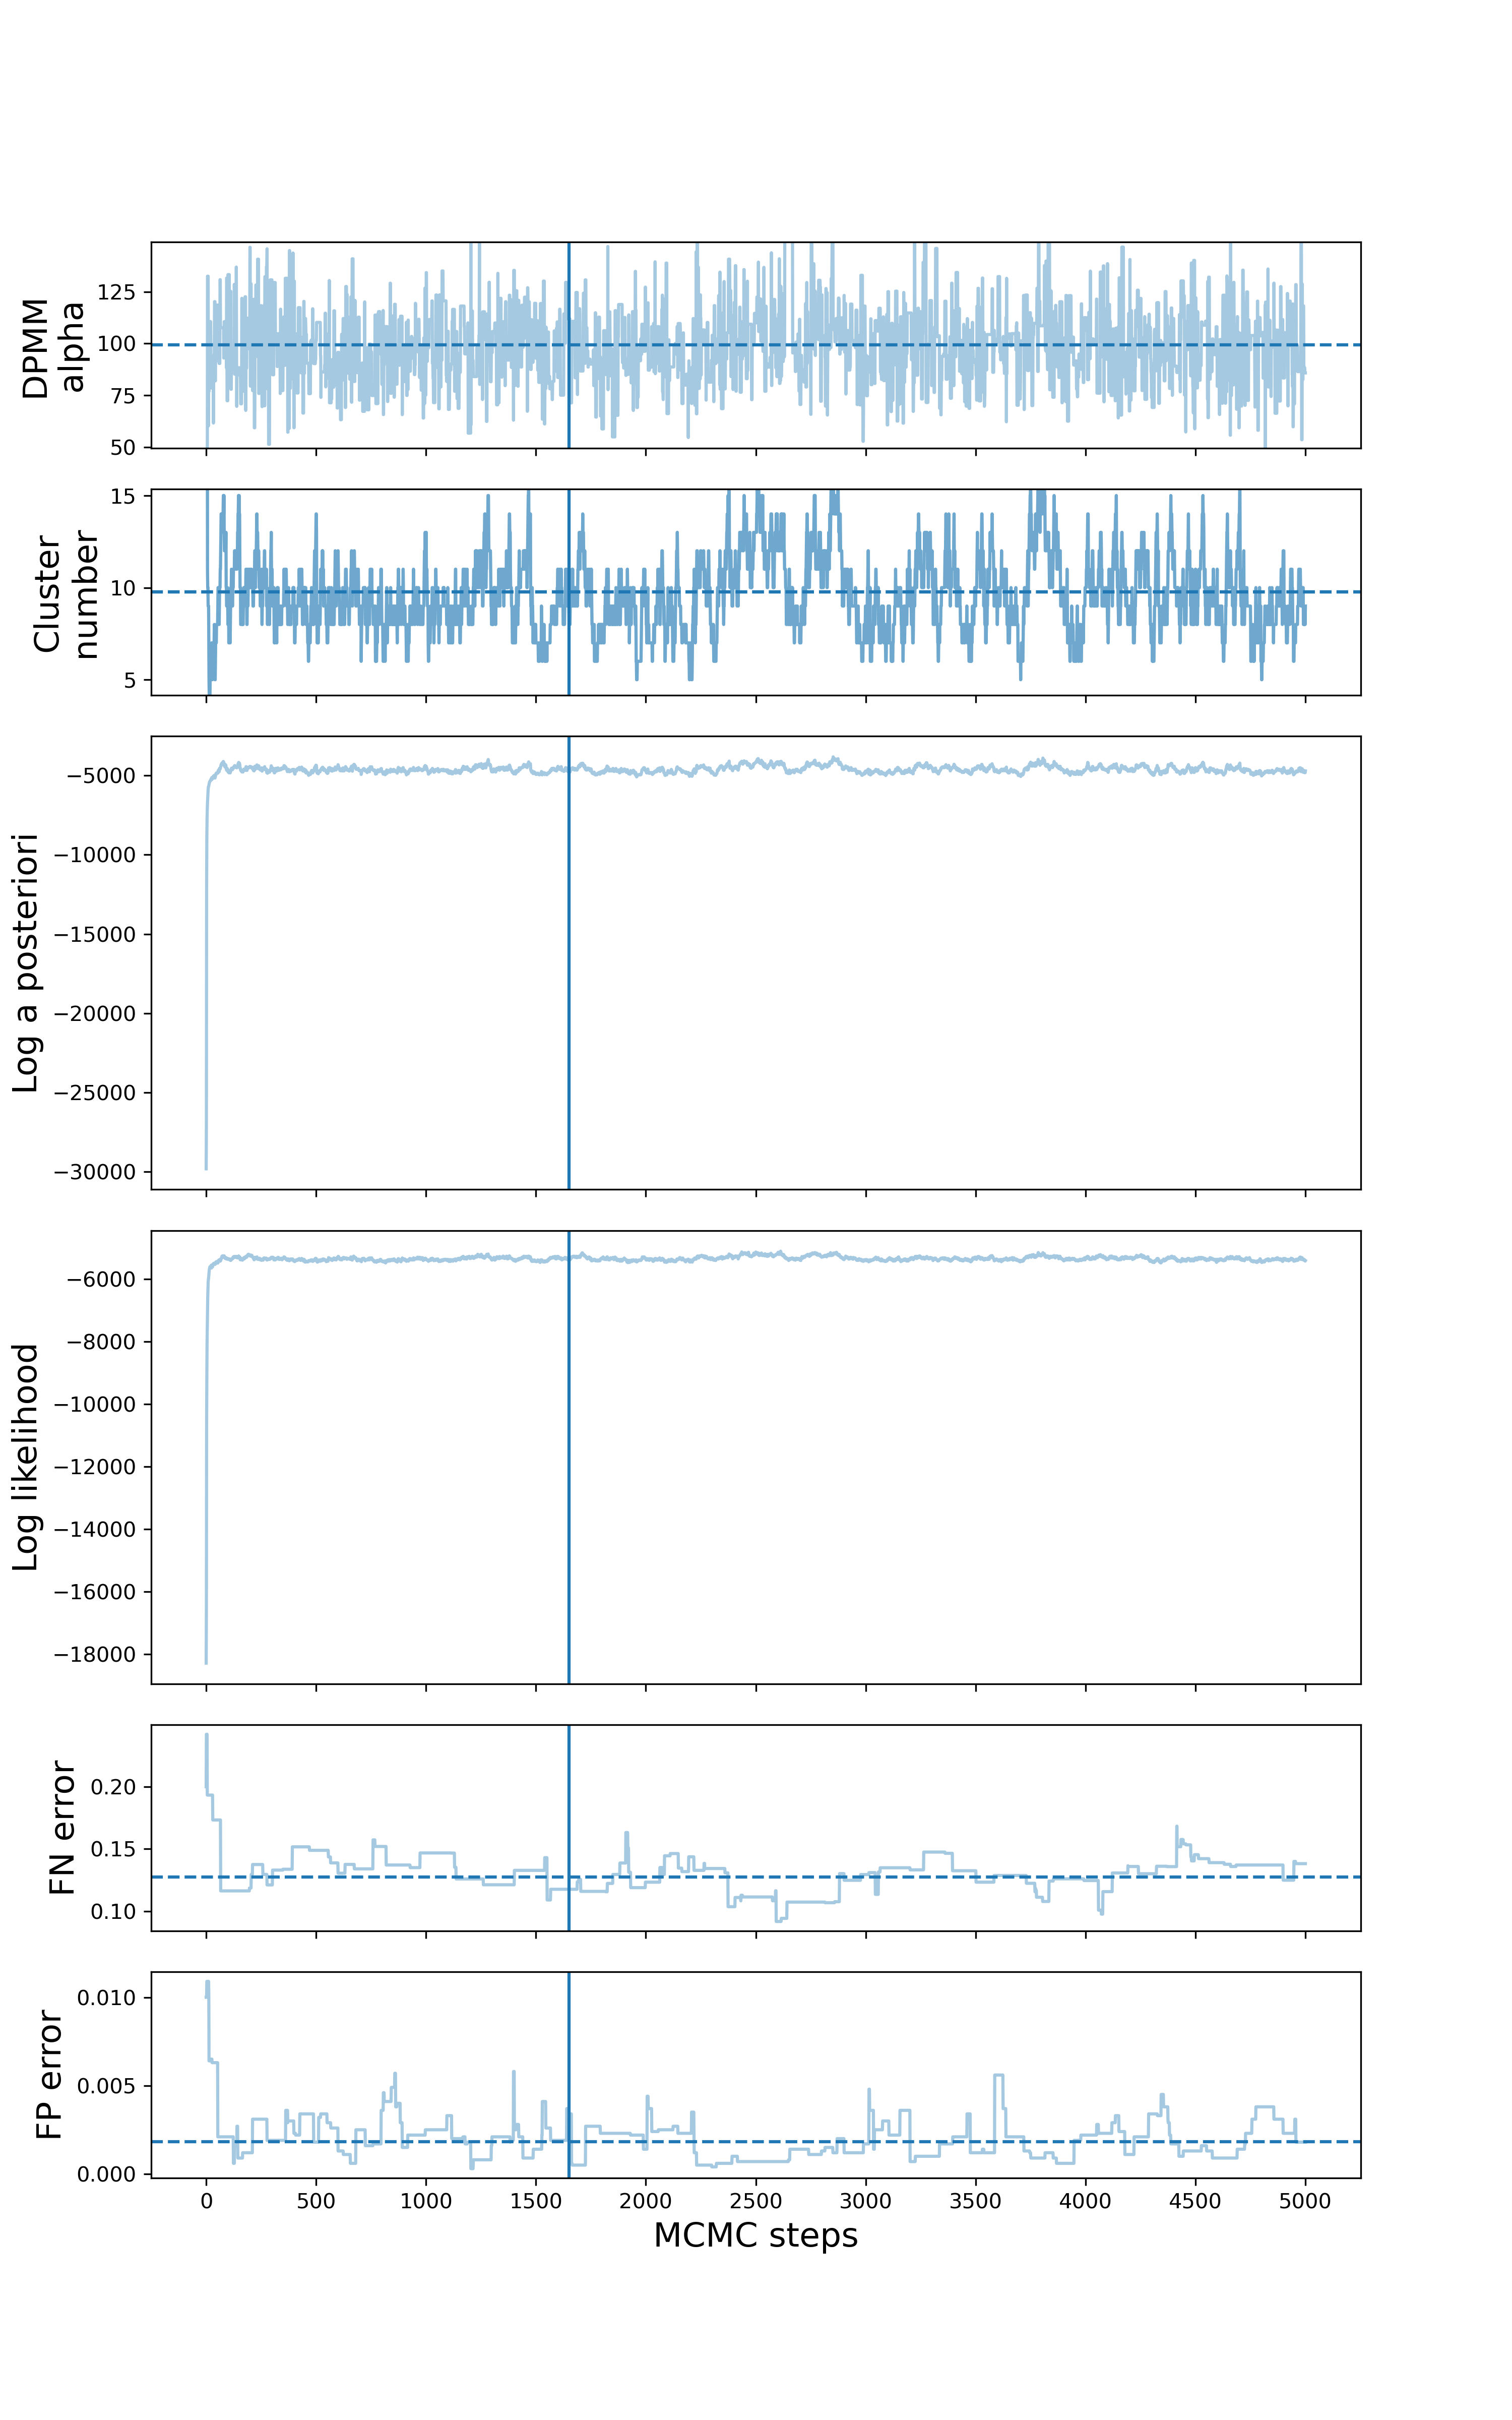 DPMM
alpha
125
100
75
50
Cluster
number
15
10
5
Log a posteriori
−5000
−10000
−15000
−20000
−25000
−30000
Log likelihood
−6000
−8000
−10000
−12000
−14000
−16000
−18000
FN error
0.20
0.15
0.10
FP error
0.010
0.005
0.000
0 500 1000 1500 2000 2500 3000 3500 4000 4500 5000
MCMC steps